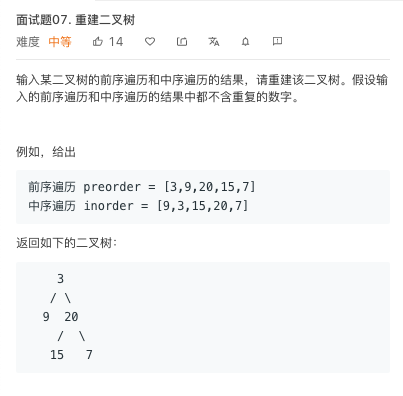 面试题07. 重建二叉树
难度 中等 14
输入某二叉树的前序遍历和中序遍历的结果，请重建该二叉树。假设输
入的前序遍历和中序遍历的结果中都不含重复的数字。
例如，给出
前序遍历 preorder = [3,9,20,15,7]
中序遍历 inorder = [9,3,15,20,7]
返回如下的二叉树：
3
/ \
9 20
/ \
15 7